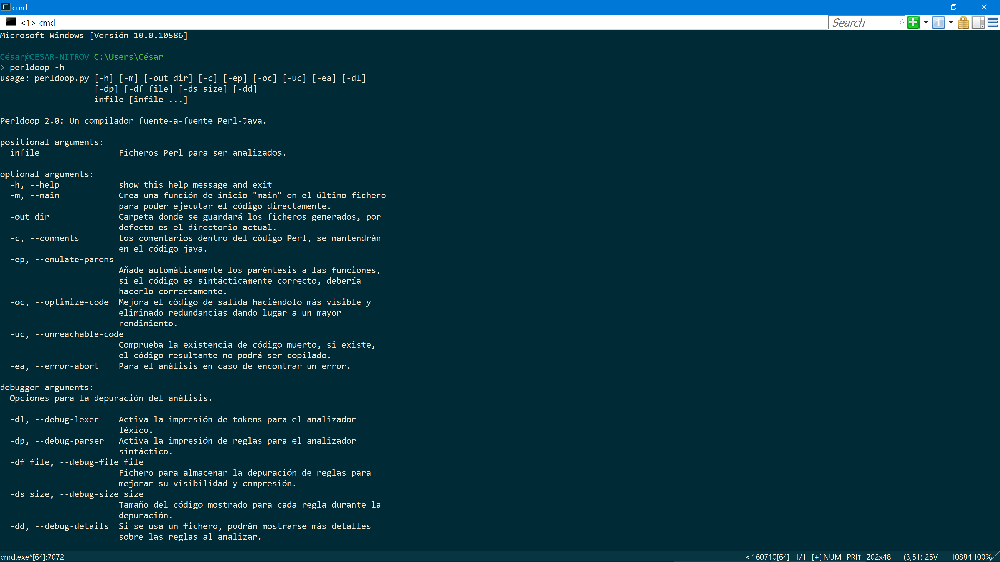 cmd
<1> cmd
Search
1
Microsoft Windows [Versión 10.0.10586]
César@CESAR-NITROV C:\Users\César
> perldoop -h
usage: perldoop.py [-h] [-m] [-out dir] [-c] [-ep] [-oc] [-uc] [-ea] [-dl]
[-dp] [-df file] [-ds size] [-dd]
infile [infile ...]
Perldoop 2.0: Un compilador fuente-a-fuente Perl-Java.
positional arguments:
infile Ficheros Perl para ser analizados.
optional arguments:
-h, --help show this help message and exit
-m, --main Crea una función de inicio "main" en el último fichero
para poder ejecutar el código directamente.
-out dir Carpeta donde se guardará los ficheros generados, por
defecto es el directorio actual.
-c, --comments Los comentarios dentro del código Perl, se mantendrán
en el código java.
-ep, --emulate-parens
Añade automáticamente los paréntesis a las funciones,
si el código es sintácticamente correcto, debería
hacerlo correctamente.
-oc, --optimize-code Mejora el código de salida haciéndolo más visible y
eliminado redundancias dando lugar a un mayor
rendimiento.
-uc, --unreachable-code
Comprueba la existencia de código muerto, si existe,
el código resultante no podrá ser copilado.
-ea, --error-abort Para el análisis en caso de encontrar un error.
debugger arguments:
Opciones para la depuración del análisis.
-dl, --debug-lexer Activa la impresión de tokens para el analizador
léxico.
-dp, --debug-parser Activa la impresión de reglas para el analizador
sintáctico.
-df file, --debug-file file
Fichero para almacenar la depuración de reglas para
mejorar su visibilidad y compresión.
-ds size, --debug-size size
Tamaño del código mostrado para cada regla durante la
depuración.
-dd, --debug-details Si se usa un fichero, podrán mostrarse más detalles
sobre las reglas al analizar.
cmd.exe*[64]:7072 « 160710[64] 1/1 [+] NUM PRI↕ 202x48 (3,51) 25V 10884 100%